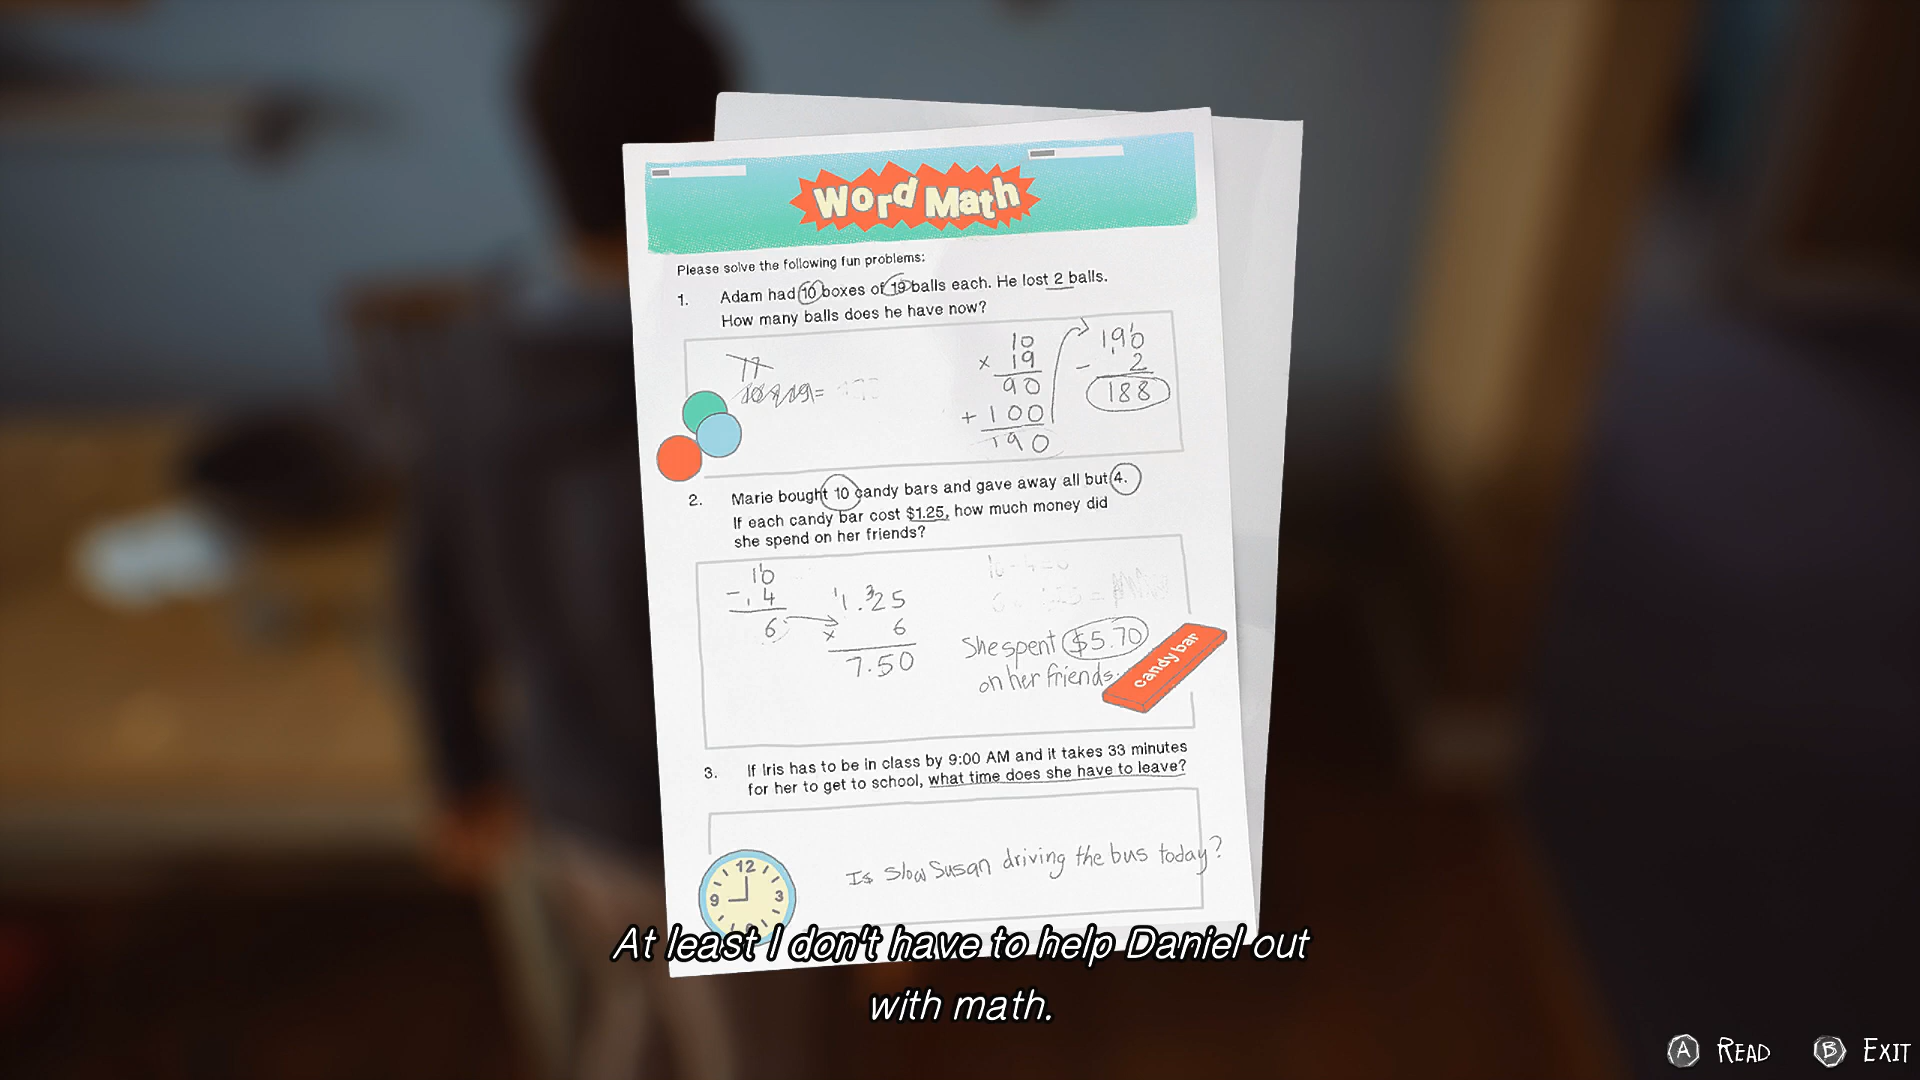 Word Math
Please solve the following fun problems:
1. Adam had 10 boxes of 19 balls each. He lost 2 balls.
How many balls does he have now?
17
10
x 19
90
+ 100
190
190
- 2
188
2. Marie bought 10 candy bars and gave away all but 4.
If each candy bar cost $1.25, how much money did
she spend on her friends?
10
- 4
6
1.25
x 6
7.50
She spent $5.70
on her friends.
candy bar
3. If Iris has to be in class by 9:00 AM and it takes 33 minutes
for her to get to school, what time does she have to leave?
12
9 3
Is Slow Susan driving the bus today?
At least I don't have to help Daniel out
with math.
A READ B EXIT